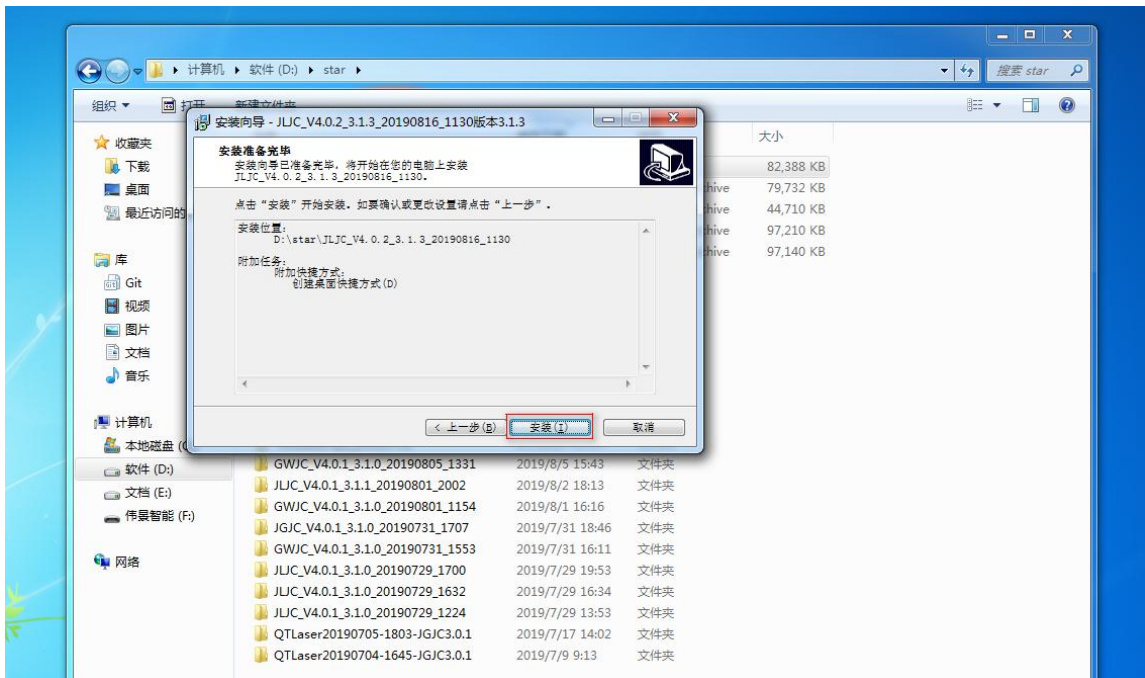 计算机 软件 (D:) star
搜索 star
组织 打开 新建文件夹
安装向导 - JLJC_V4.0.2_3.1.3_20190816_1130版本3.1.3
安装准备完毕
安装向导已准备完毕，将开始在您的电脑上安装
JLJC_V4.0.2_3.1.3_20190816_1130。
点击“安装”开始安装。如要确认或更改设置请点击“上一步”。
安装位置:
D:\star\JLJC_V4.0.2_3.1.3_20190816_1130
附加任务:
附加快捷方式:
创建桌面快捷方式(D)
< 上一步(B) 安装(I) 取消
大小
82,388 KB
hive 79,732 KB
hive 44,710 KB
hive 97,210 KB
hive 97,140 KB
收藏夹
下载
桌面
最近访问的
库
Git
视频
图片
文档
音乐
计算机
本地磁盘 (
软件 (D:)
文档 (E:)
伟景智能 (F:)
网络
GWJC_V4.0.1_3.1.0_20190805_1331 2019/8/5 15:43 文件夹
JLJC_V4.0.1_3.1.1_20190801_2002 2019/8/2 18:13 文件夹
GWJC_V4.0.1_3.1.0_20190801_1154 2019/8/1 16:16 文件夹
JGJC_V4.0.1_3.1.0_20190731_1707 2019/7/31 18:46 文件夹
GWJC_V4.0.1_3.1.0_20190731_1553 2019/7/31 16:11 文件夹
JLJC_V4.0.1_3.1.0_20190729_1700 2019/7/29 19:53 文件夹
JLJC_V4.0.1_3.1.0_20190729_1632 2019/7/29 16:34 文件夹
JLJC_V4.0.1_3.1.0_20190729_1224 2019/7/29 13:53 文件夹
QTLaser20190705-1803-JGJC3.0.1 2019/7/17 14:02 文件夹
QTLaser20190704-1645-JGJC3.0.1 2019/7/9 9:13 文件夹